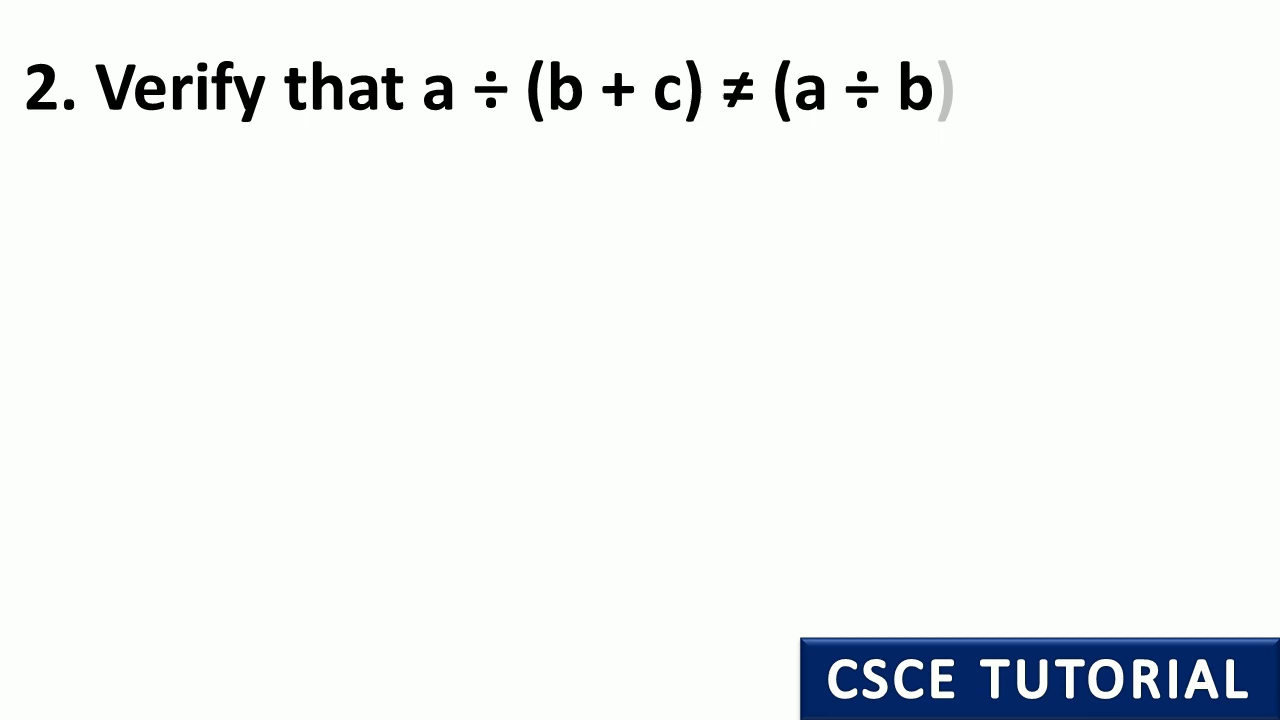 2. Verify that a ÷ (b + c) ≠ (a ÷ b)
CSCE TUTORIAL